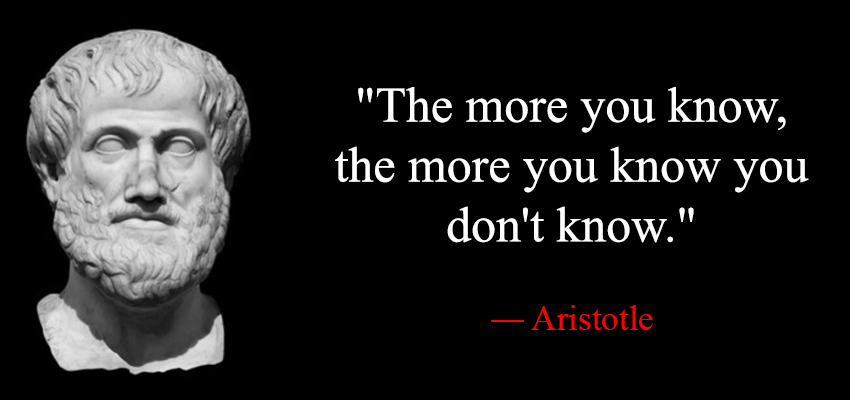 "The more you know,
the more you know you
don't know."
— Aristotle